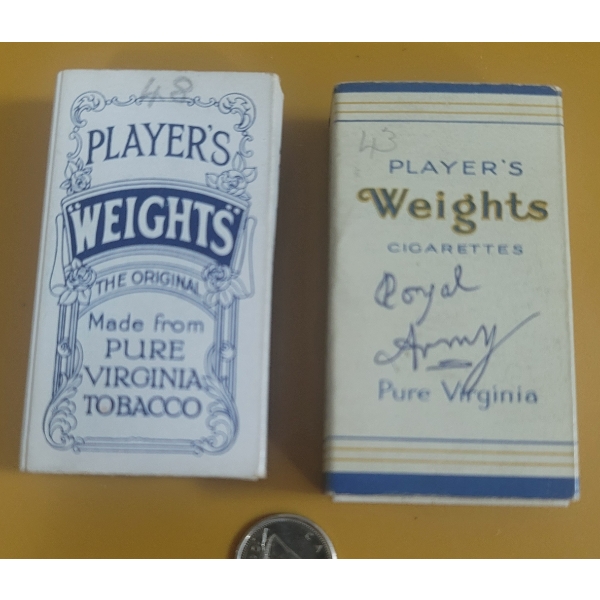 48
PLAYER'S
"WEIGHTS"
THE ORIGINAL
Made from
PURE
VIRGINIA
TOBACCO
43
PLAYER'S
Weights
CIGARETTES
Royal
Army
Pure Virginia